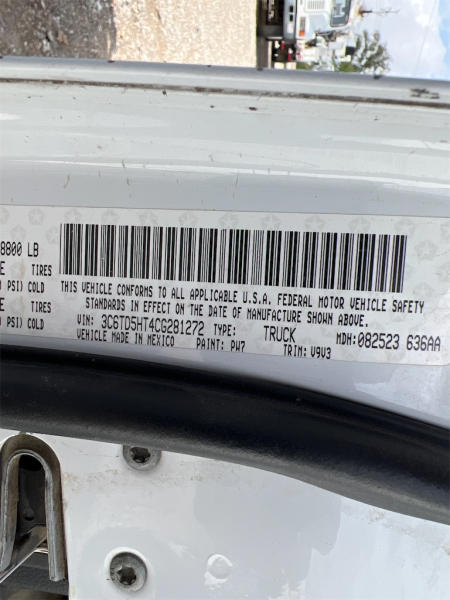 8800 LB
E TIRES
PSI COLD
THIS VEHICLE CONFORMS TO ALL APPLICABLE U.S.A. FEDERAL MOTOR VEHICLE SAFETY
RE TIRES
STANDARDS IN EFFECT ON THE DATE OF MANUFACTURE SHOWN ABOVE.
PSI COLD
VIN: 3C6TD5HT4CG281272 TYPE: TRUCK MDH:082523 636AA
VEHICLE MADE IN MEXICO PAINT: PW7 TRIM: V9V3